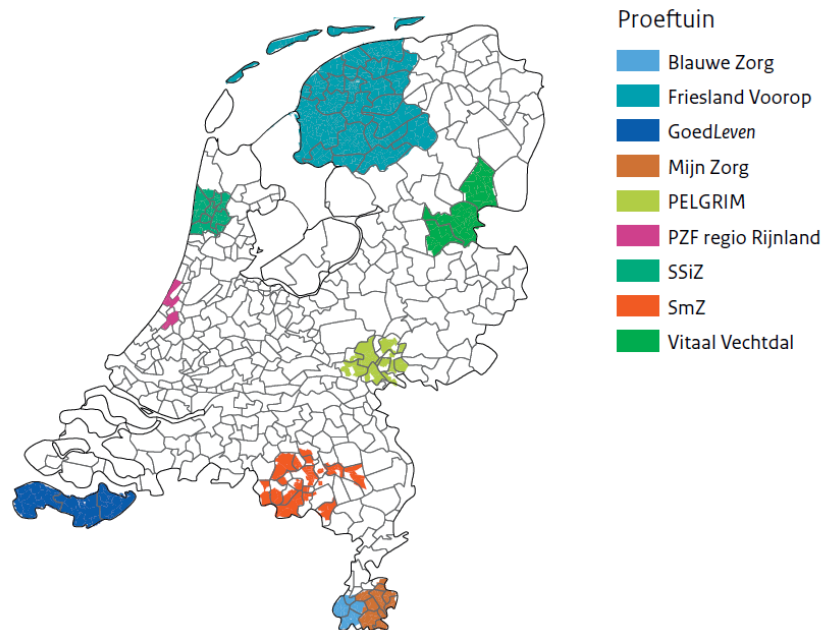 Proeftuin
Blauwe Zorg
Friesland Voorop
GoedLeven
Mijn Zorg
PELGRIM
PZF regio Rijnland
SSiZ
SmZ
Vitaal Vechtdal